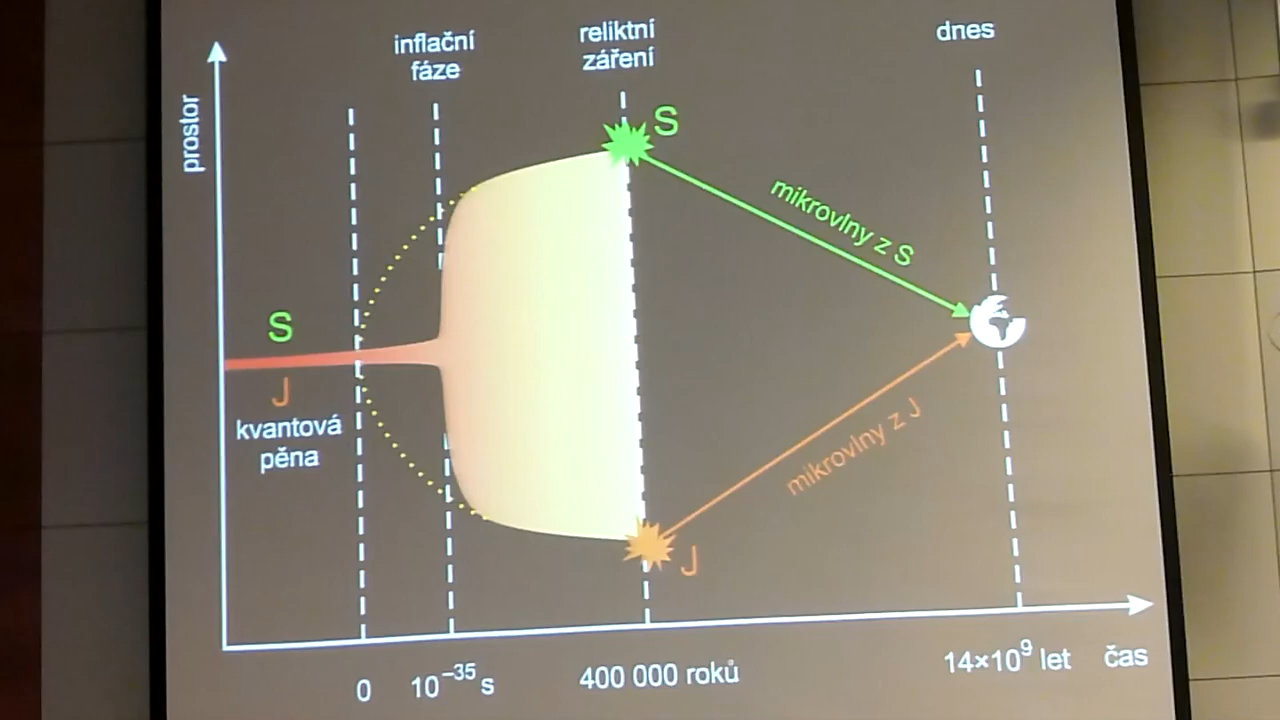 inflační
fáze
reliktní
záření
dnes
prostor
S
mikrovlny z S
S
J
kvantová
pěna
mikrovlny z J
J
0
10⁻³⁵ s
400 000 roků
14×10⁹ let
čas